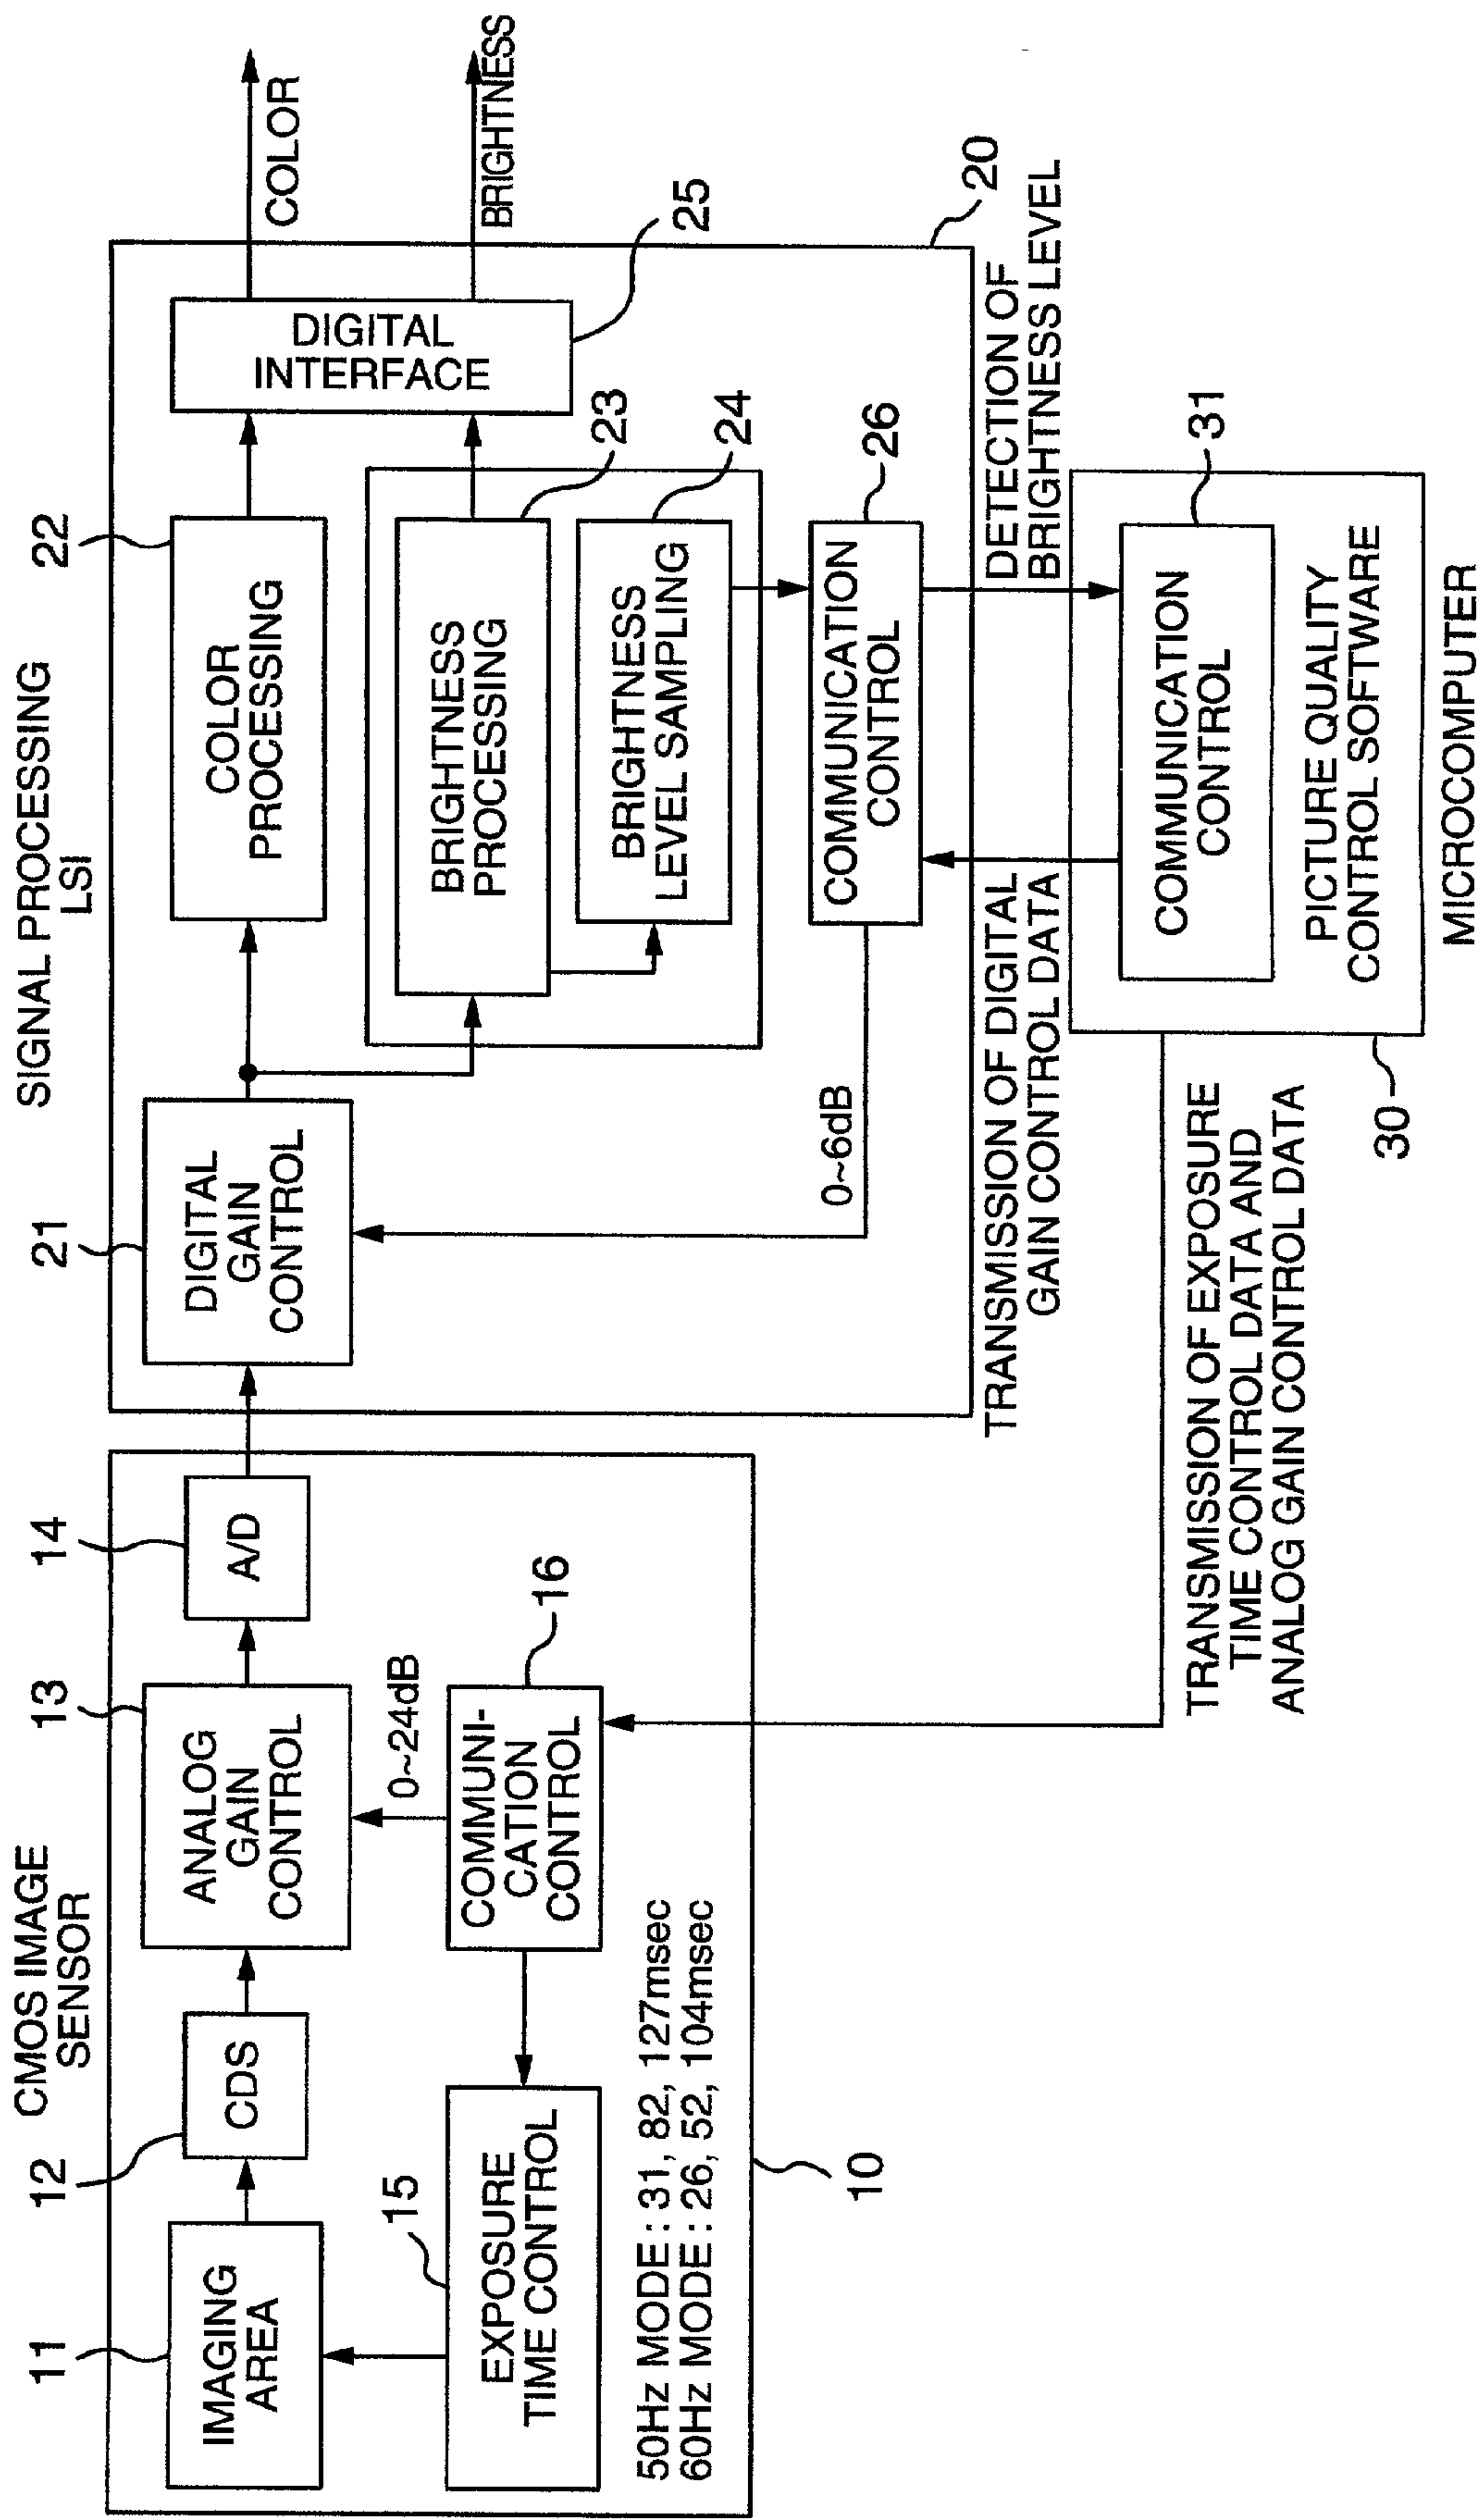 CMOS IMAGE
SENSOR
11
IMAGING
AREA
12
CDS
13
ANALOG
GAIN
CONTROL
14
A/D
0~24dB
15
EXPOSURE
TIME CONTROL
16
COMMUNI-
CATION
CONTROL
50Hz MODE : 31, 82, 127msec
60Hz MODE : 26, 52, 104msec
10
SIGNAL PROCESSING
LSI
21
DIGITAL
GAIN
CONTROL
22
COLOR
PROCESSING
DIGITAL
INTERFACE
25
COLOR
BRIGHTNESS
BRIGHTNESS
PROCESSING
23
BRIGHTNESS
LEVEL SAMPLING
24
0~6dB
COMMUNICATION
CONTROL
26
20
TRANSMISSION OF DIGITAL
GAIN CONTROL DATA
DETECTION OF
BRIGHTNESS LEVEL
COMMUNICATION
CONTROL
31
PICTURE QUALITY
CONTROL SOFTWARE
30
MICROCOMPUTER
TRANSMISSION OF EXPOSURE
TIME CONTROL DATA AND
ANALOG GAIN CONTROL DATA